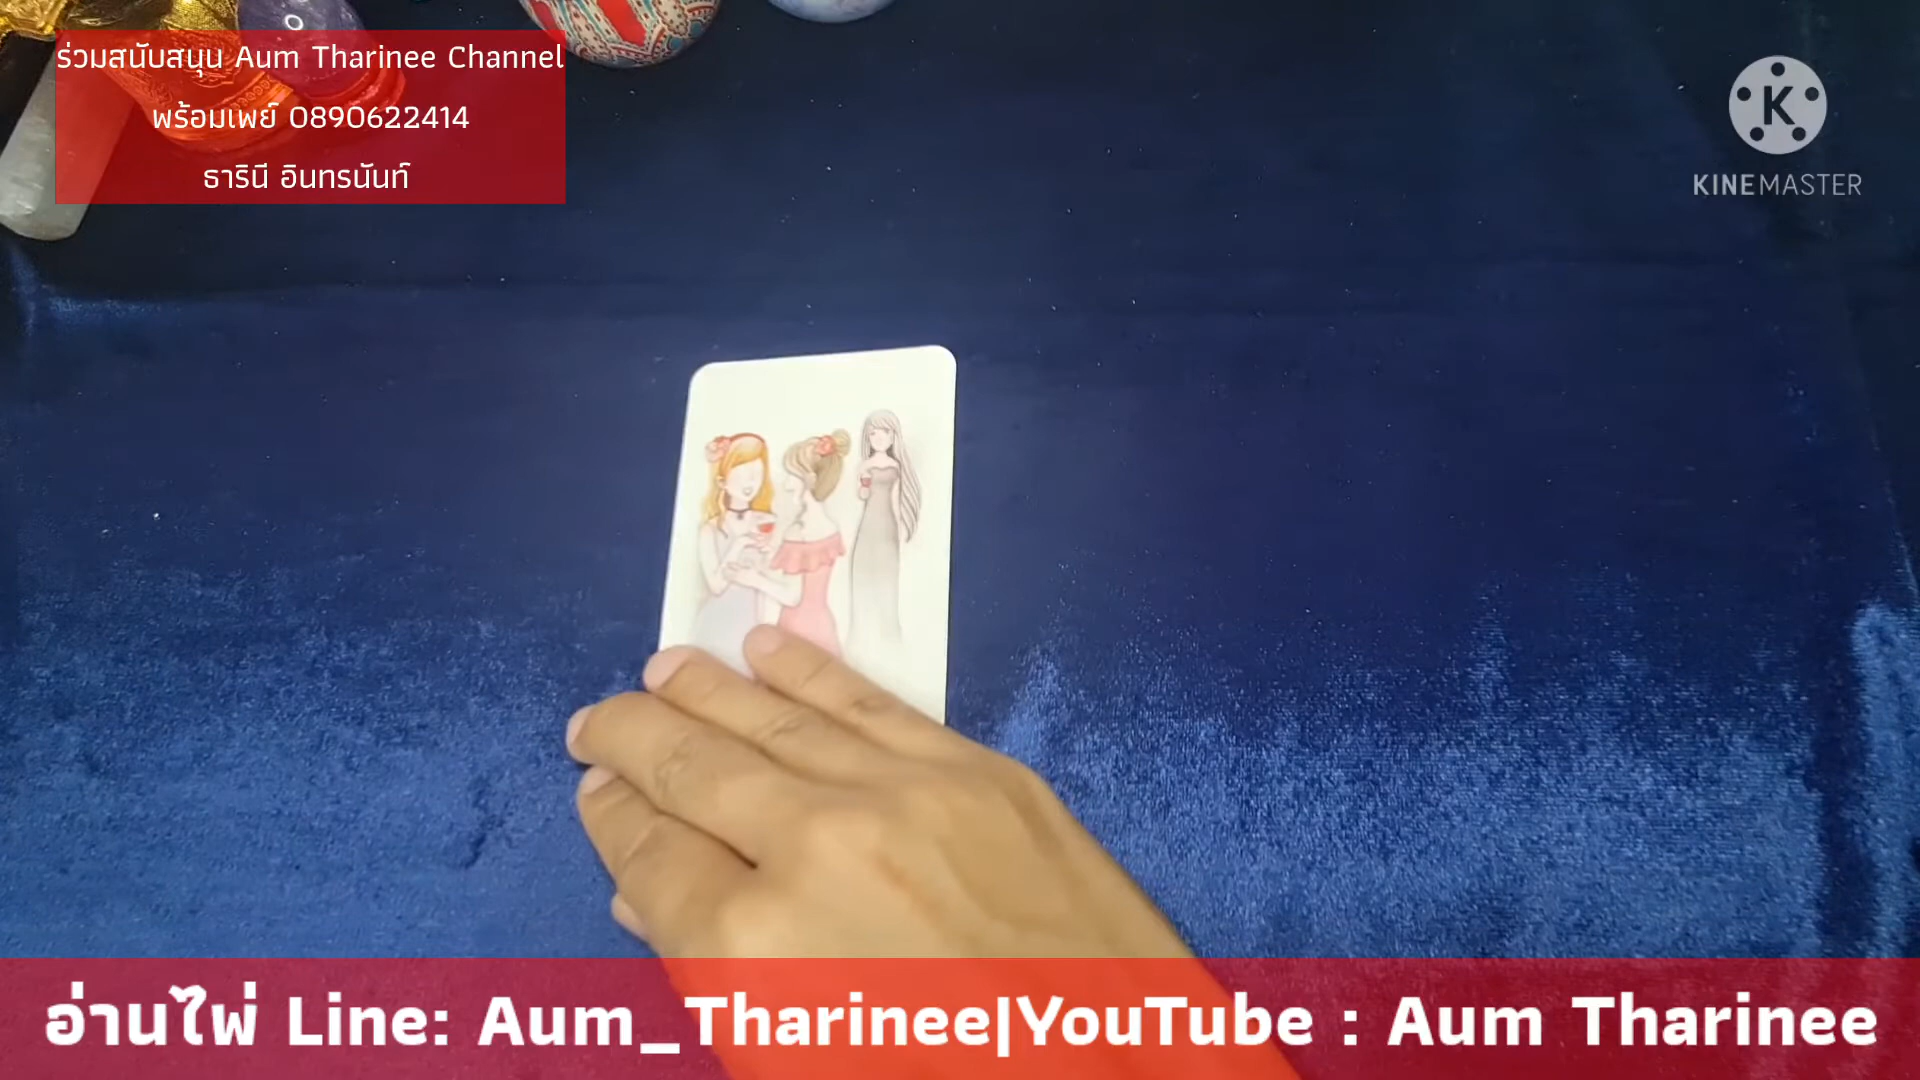 ร่วมสนับสนุน Aum Tharinee Channel
พร้อมเพย์ 0890622414
ธารินี อินทรนันท์
KINEMASTER
อ่านไพ่ Line: Aum_Tharinee|YouTube : Aum Tharinee